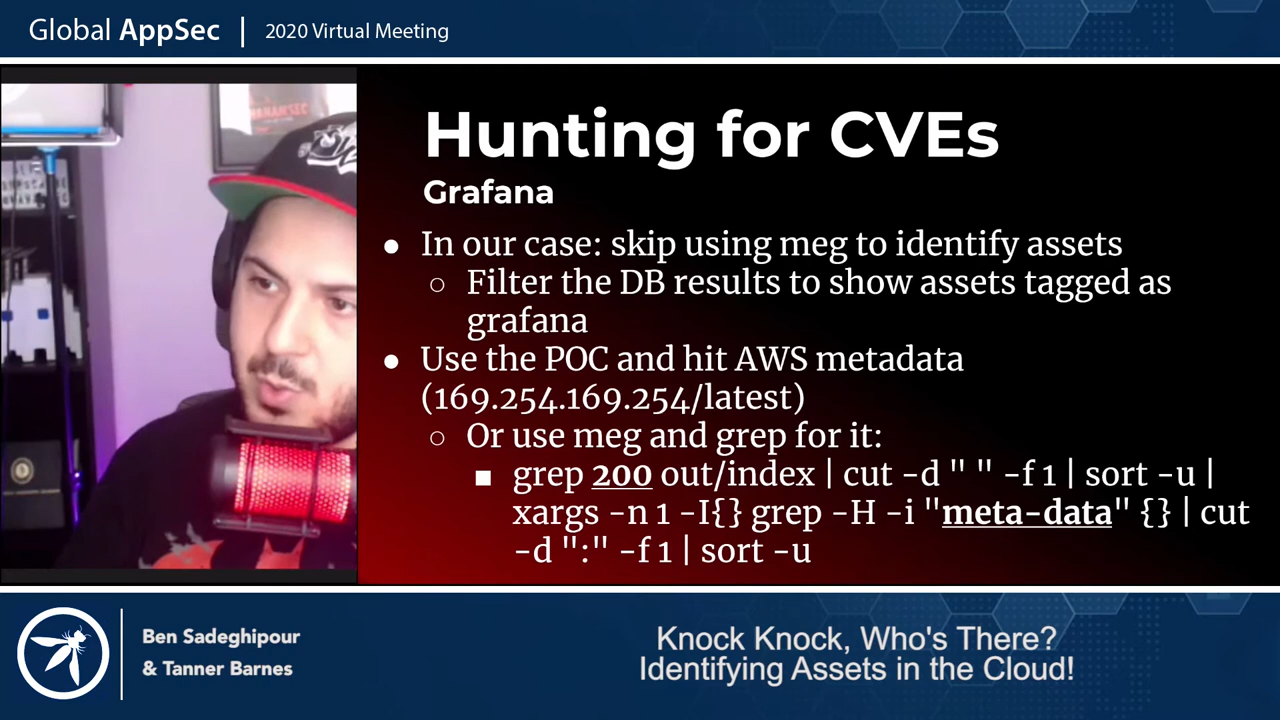 Global AppSec | 2020 Virtual Meeting
Hunting for CVEs
Grafana
● In our case: skip using meg to identify assets
○ Filter the DB results to show assets tagged as
grafana
● Use the POC and hit AWS metadata
(169.254.169.254/latest)
○ Or use meg and grep for it:
■ grep 200 out/index | cut -d " " -f 1 | sort -u |
xargs -n 1 -I{} grep -H -i "meta-data" {} | cut
-d ":" -f 1 | sort -u
Ben Sadeghipour
& Tanner Barnes
Knock Knock, Who's There?
Identifying Assets in the Cloud!